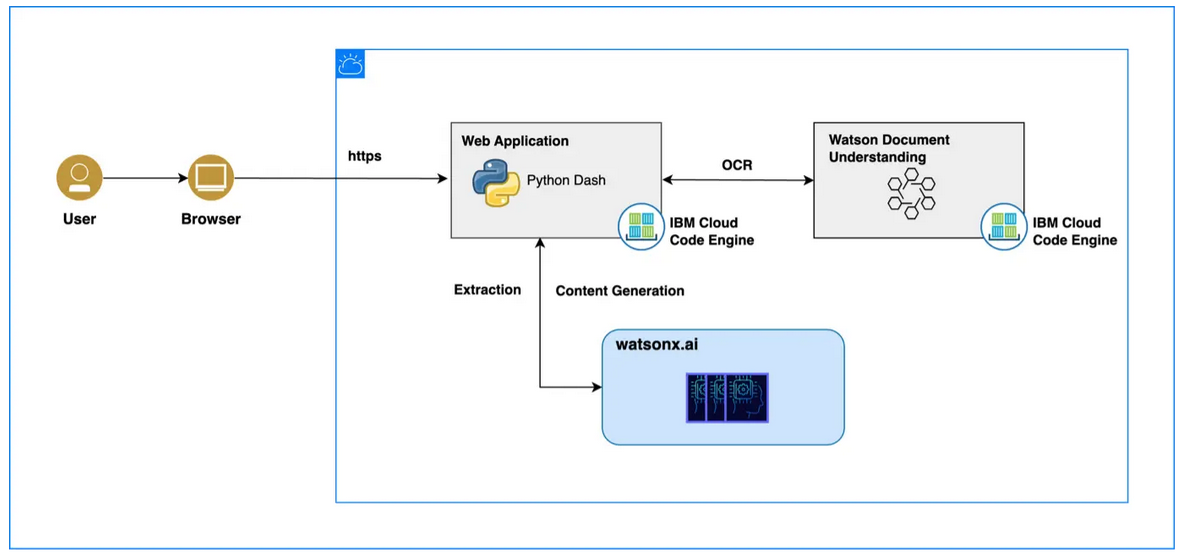 User
Browser
https
Web Application
Python Dash
IBM Cloud
Code Engine
OCR
Watson Document
Understanding
IBM Cloud
Code Engine
Extraction
Content Generation
watsonx.ai